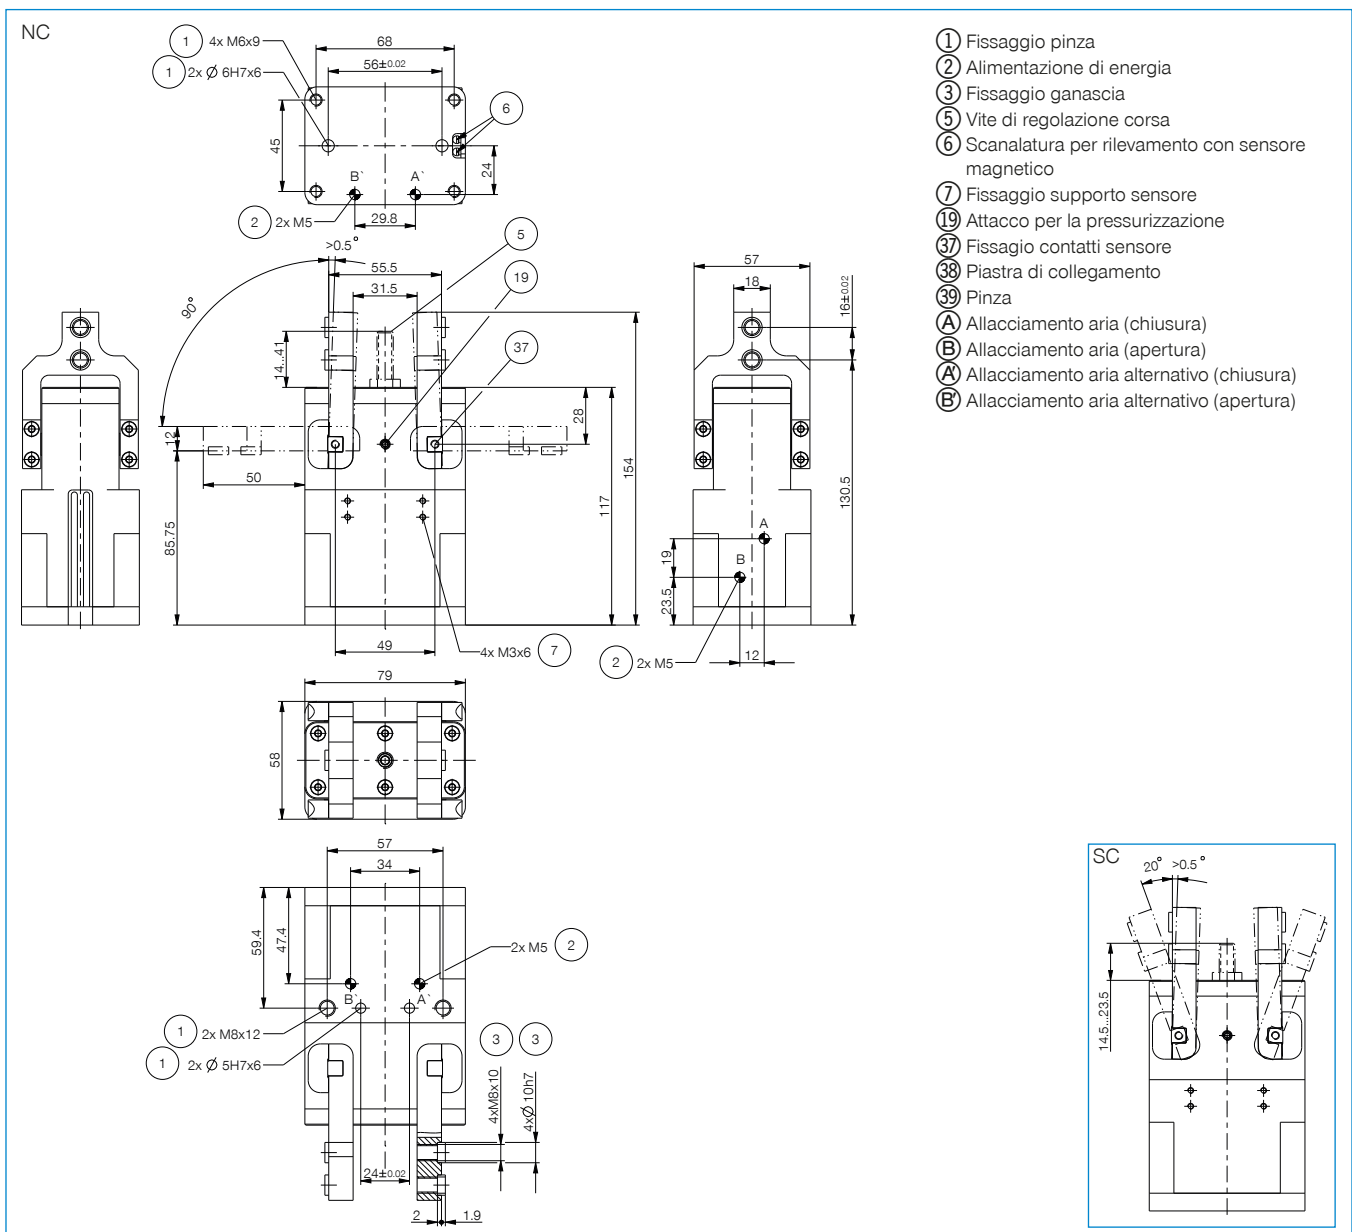 NC
1 4x M6x9
1 2x Ø 6H7x6
68
56±0.02
6
45
24
B`
A`
2 2x M5
29.8
>0.5°
5
55.5
19
31.5
90°
14...41
37
28
12
50
154
117
85.75
49
4x M3x6 7
57
18
16±0.02
130.5
A
19
B
23.5
2 2x M5
12
79
58
57
34
59.4
47.4
2x M5 2
B`
A`
1 2x M8x12
1 2x Ø 5H7x6
3 3
4xM8x10
4xØ 10h7
24±0.02
2
1.9
1 Fissaggio pinza
2 Alimentazione di energia
3 Fissaggio ganascia
5 Vite di regolazione corsa
6 Scanalatura per rilevamento con sensore
magnetico
7 Fissaggio supporto sensore
19 Attacco per la pressurizzazione
37 Fissagio contatti sensore
38 Piastra di collegamento
39 Pinza
A Allacciamento aria (chiusura)
B Allacciamento aria (apertura)
A' Allacciamento aria alternativo (chiusura)
B' Allacciamento aria alternativo (apertura)
SC
20° >0.5°
14.5...23.5